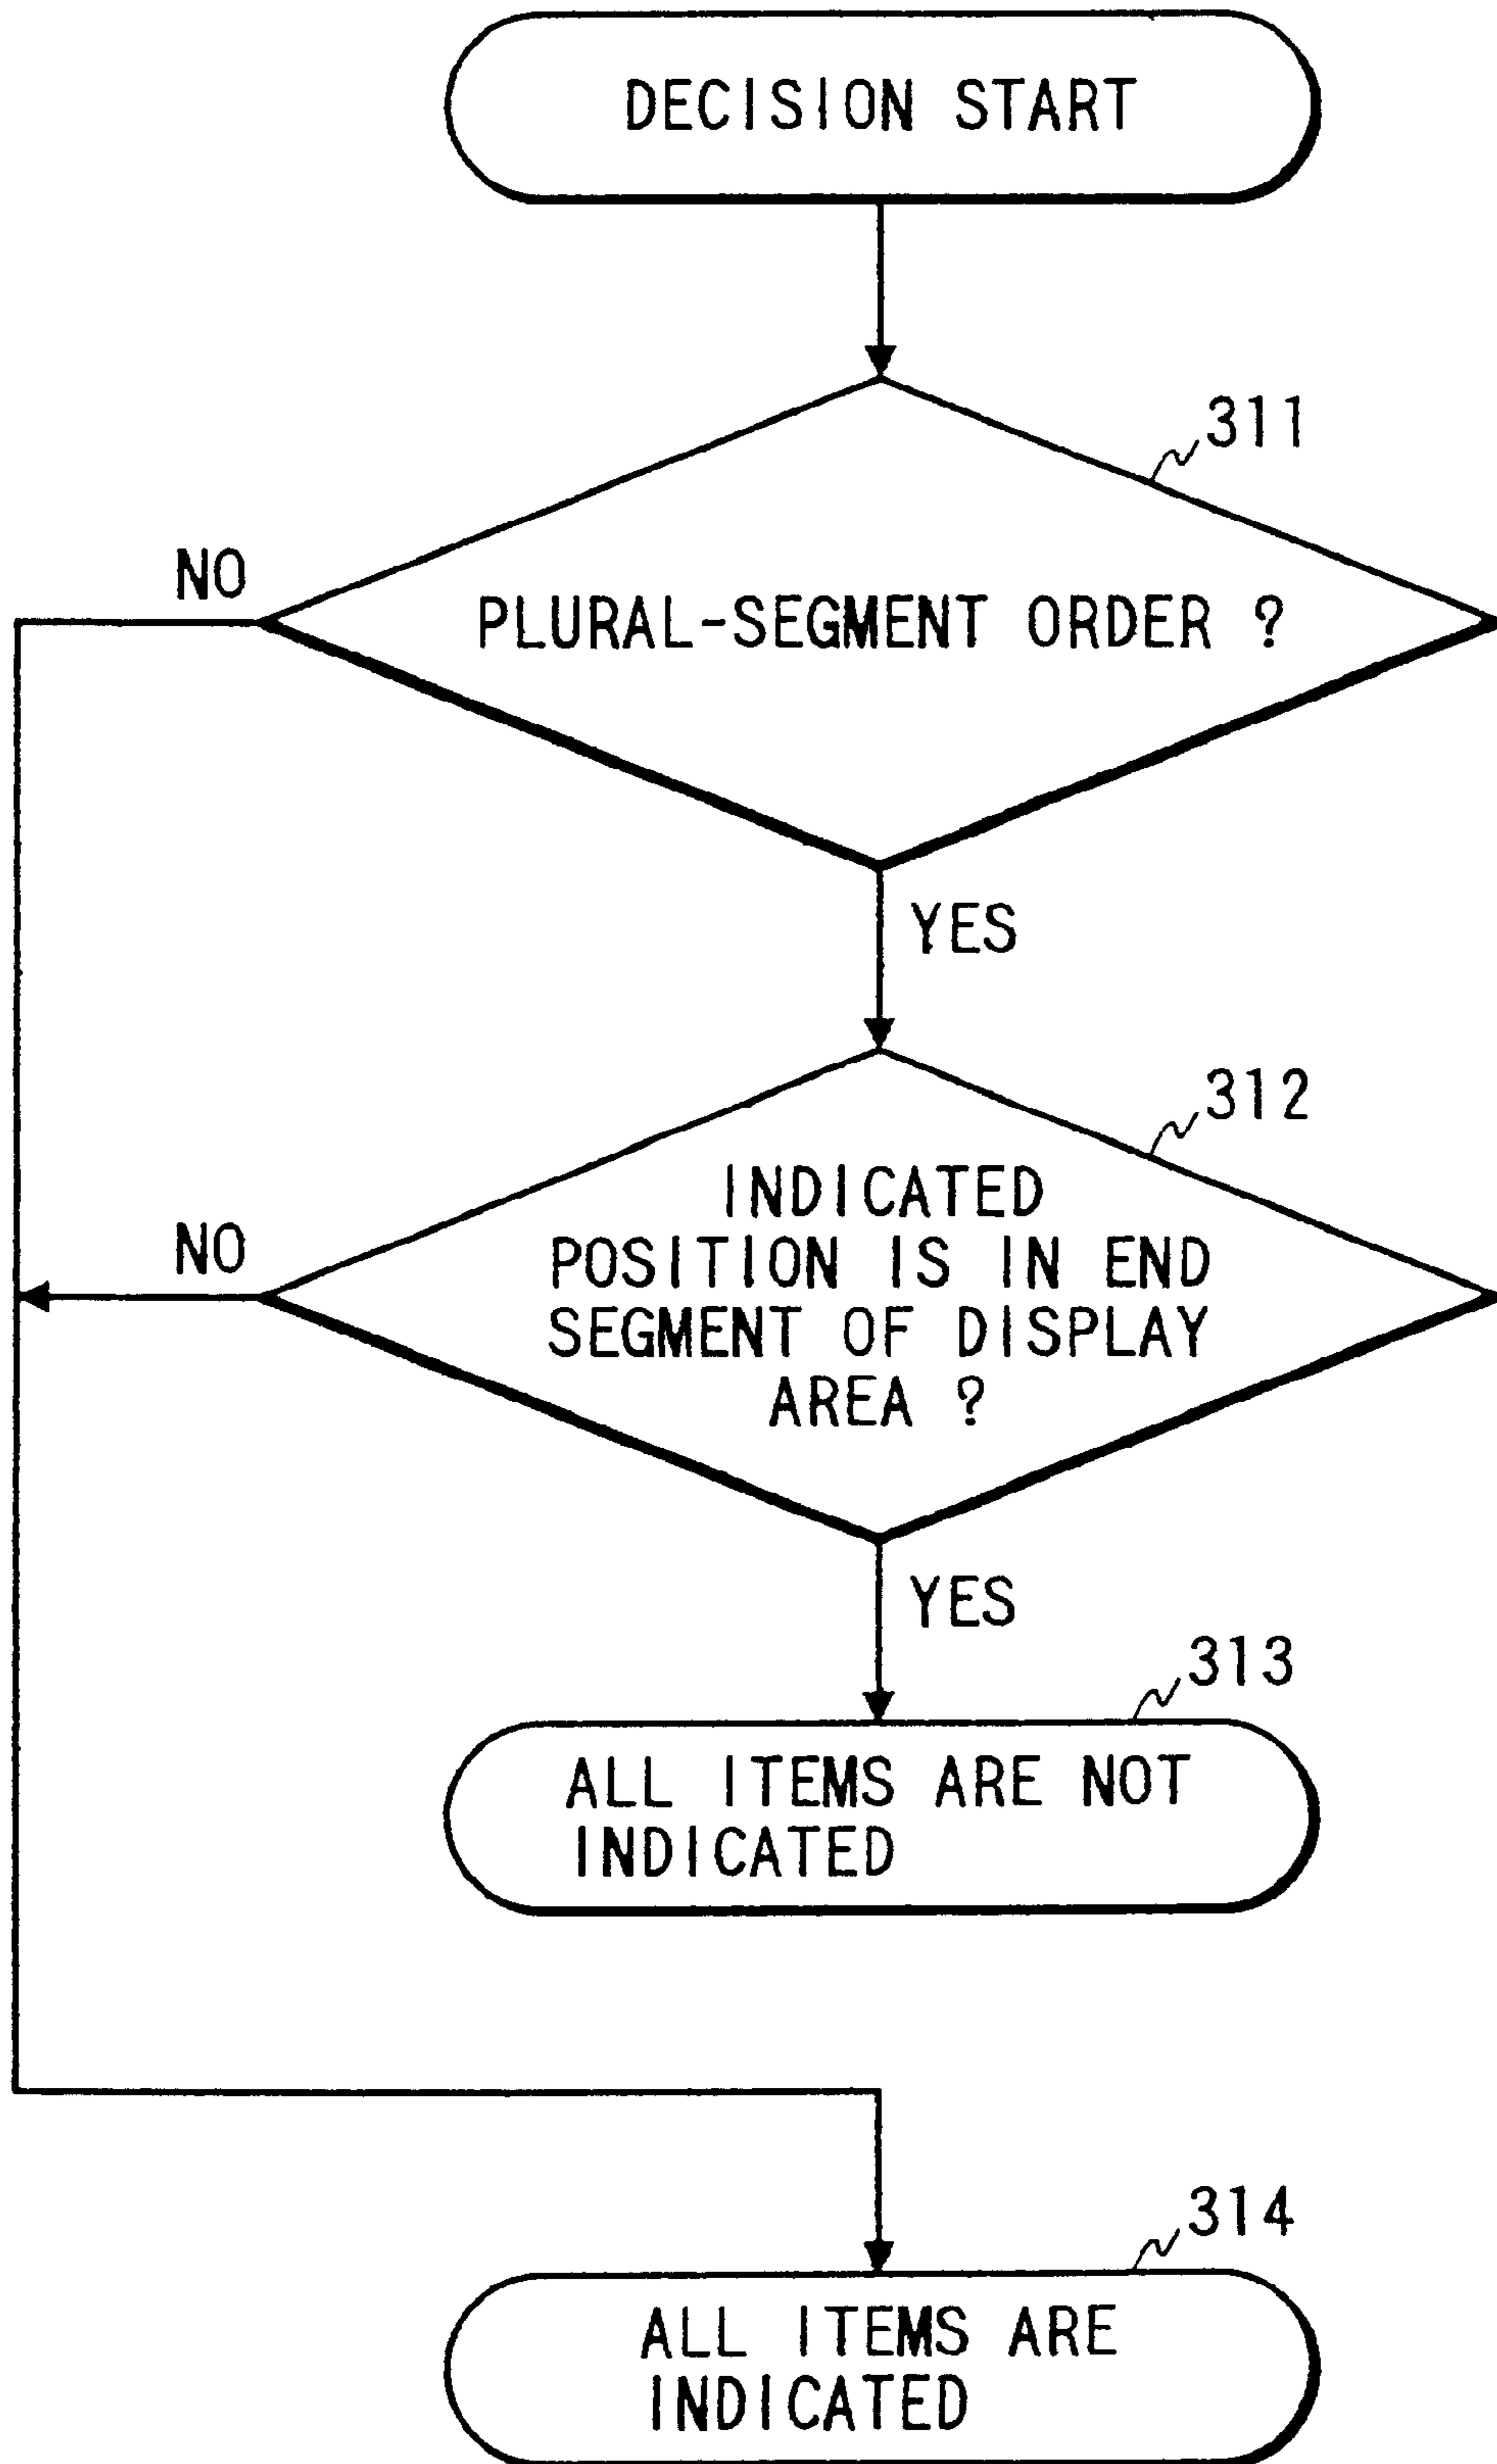 DECISION START
311
NO
PLURAL-SEGMENT ORDER ?
YES
312
INDICATED
NO
POSITION IS IN END
SEGMENT OF DISPLAY
AREA ?
YES
313
ALL ITEMS ARE NOT
INDICATED
314
ALL ITEMS ARE
INDICATED